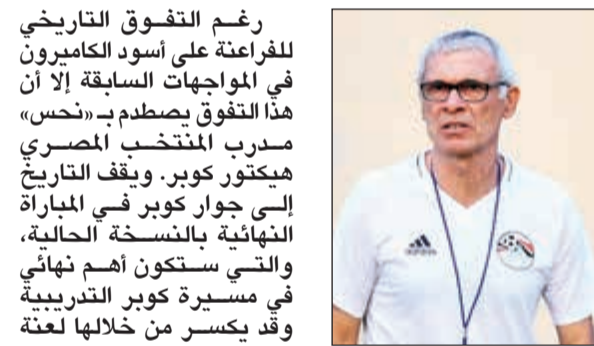 رغم التفوق التاريخي
للفراعنة على أسود الكاميرون
في المواجهات السابقة إلا أن
هذا التفوق يصطدم بـ «نحس»
مدرب المنتخب المصري
هيكتور كوبر. ويقف التاريخ
إلى جوار كوبر في المباراة
النهائية بالنسخة الحالية،
والتي ستكون أهم نهائي
في مسيرة كوبر التدريبية
وقد يكسر من خلالها لعنة
adidas